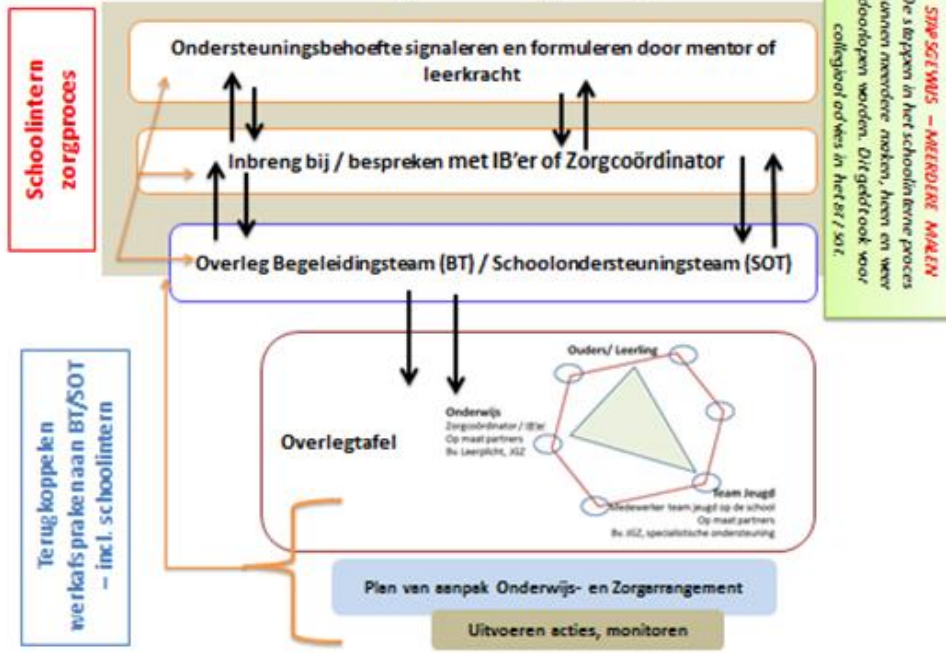 Ondersteuningsbehoefte signaleren en formuleren door mentor of
leerkracht
Schoolintern
zorgproces
Inbreng bij / bespreken met IB'er of Zorgcoördinator
Overleg Begeleidingsteam (BT) / Schoolondersteuningsteam (SOT)
STAPSGEWIJS – MEERDERE MALEN
De stappen in het schoolinterne proces
kunnen meerdere maken, heen en weer
doorlopen worden. Dit geldt ook voor
collegiaal advies in het BT / SOT.
Terugkoppelen
werkafspraken aan BT/SOT
– incl. schoolintern
Overlegtafel
Ouders/ Leerling
Onderwijs
Zorgcoördinator / IB'er
Op maat partners
Bv. Leerplicht, JGZ
Team Jeugd
Medewerker team jeugd op de school
Op maat partners
Bv. JGZ, specialistische ondersteuning
Plan van aanpak Onderwijs- en Zorgarrangement
Uitvoeren acties, monitoren